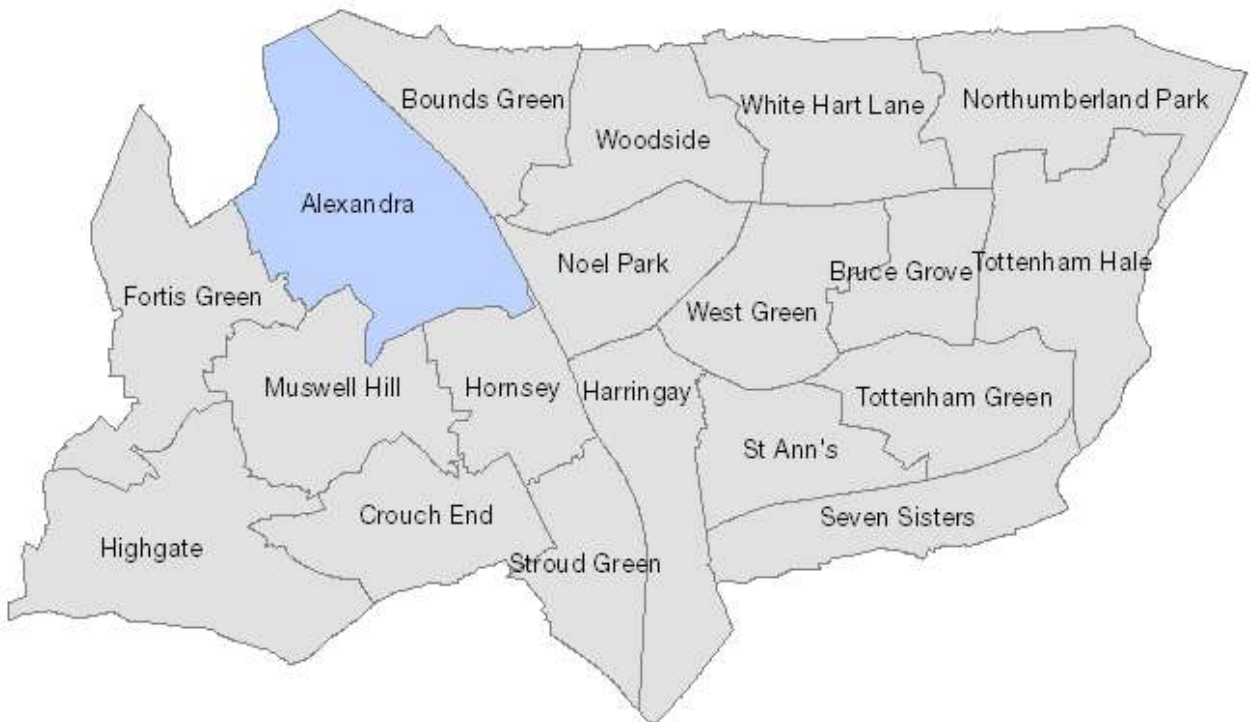 Bounds Green
White Hart Lane
Northumberland Park
Woodside
Alexandra
Noel Park
Bruce Grove
Tottenham Hale
Fortis Green
West Green
Muswell Hill
Hornsey
Harringay
Tottenham Green
St Ann's
Crouch End
Seven Sisters
Highgate
Stroud Green